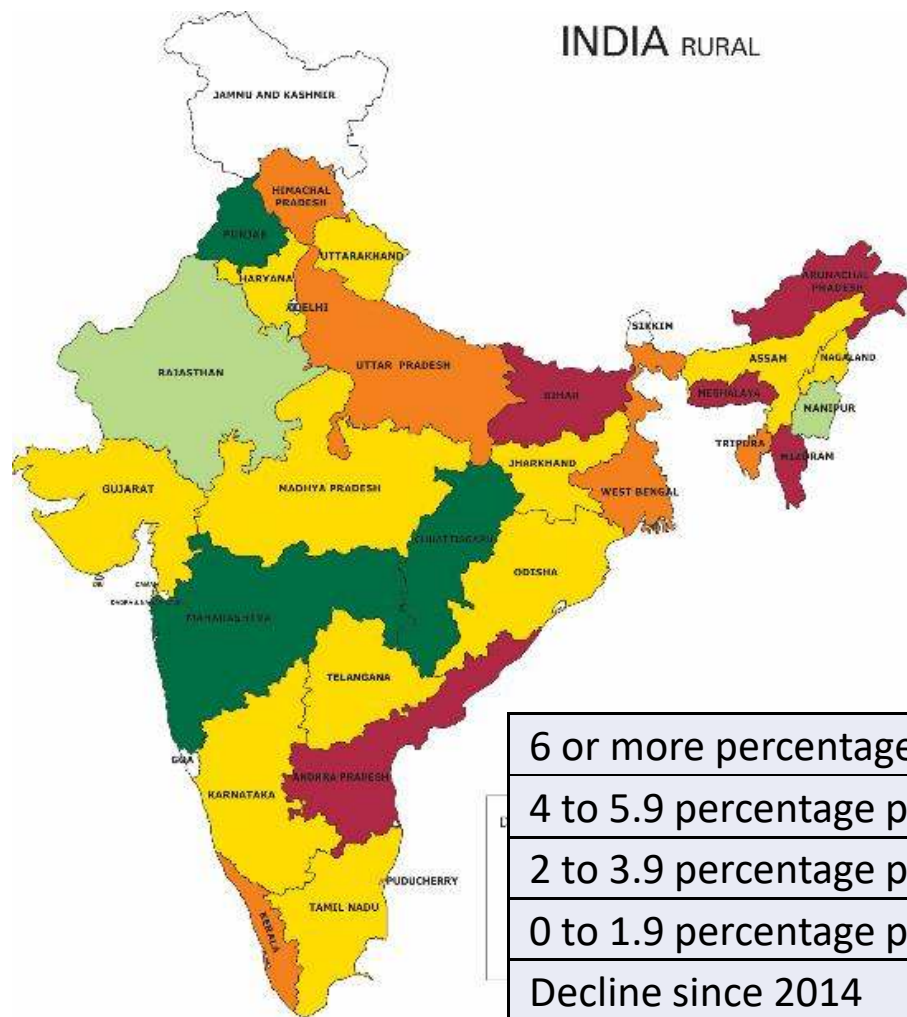 INDIA RURAL
JAMMU AND KASHMIR
HIMACHAL
PRADESH
PUNJAB
UTTARAKHAND
HARYANA
DELHI
ARUNACHAL
PRADESH
SIKKIM
RAJASTHAN
UTTAR PRADESH
ASSAM
NAGALAND
BIHAR
MEGHALAYA
MANIPUR
TRIPURA
MIZORAM
JHARKHAND
GUJARAT
MADHYA PRADESH
WEST BENGAL
CHHATTISGARH
ODISHA
MAHARASHTRA
TELANGANA
GOA
ANDHRA PRADESH
KARNATAKA
PUDUCHERRY
TAMIL NADU
KERALA
6 or more percentage
4 to 5.9 percentage p
2 to 3.9 percentage p
0 to 1.9 percentage p
Decline since 2014